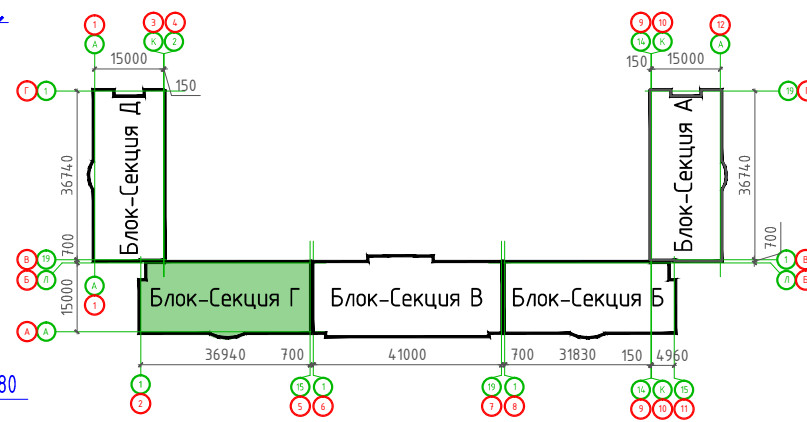 1 3 4 9 10 12
А К 2 14 К А
15000 150 15000
150
Г 1 19
Блок-Секция Д Блок-Секция А
36740 36740
700 700
В 19 1 В
Б Л Л
А
1
15000
Блок-Секция Г Блок-Секция В Блок-Секция Б
А А
36940 700 41000 700 31830 150 4960
80
1 15 1 19 1 14 К 15
2 5 6 7 8 9 10 11